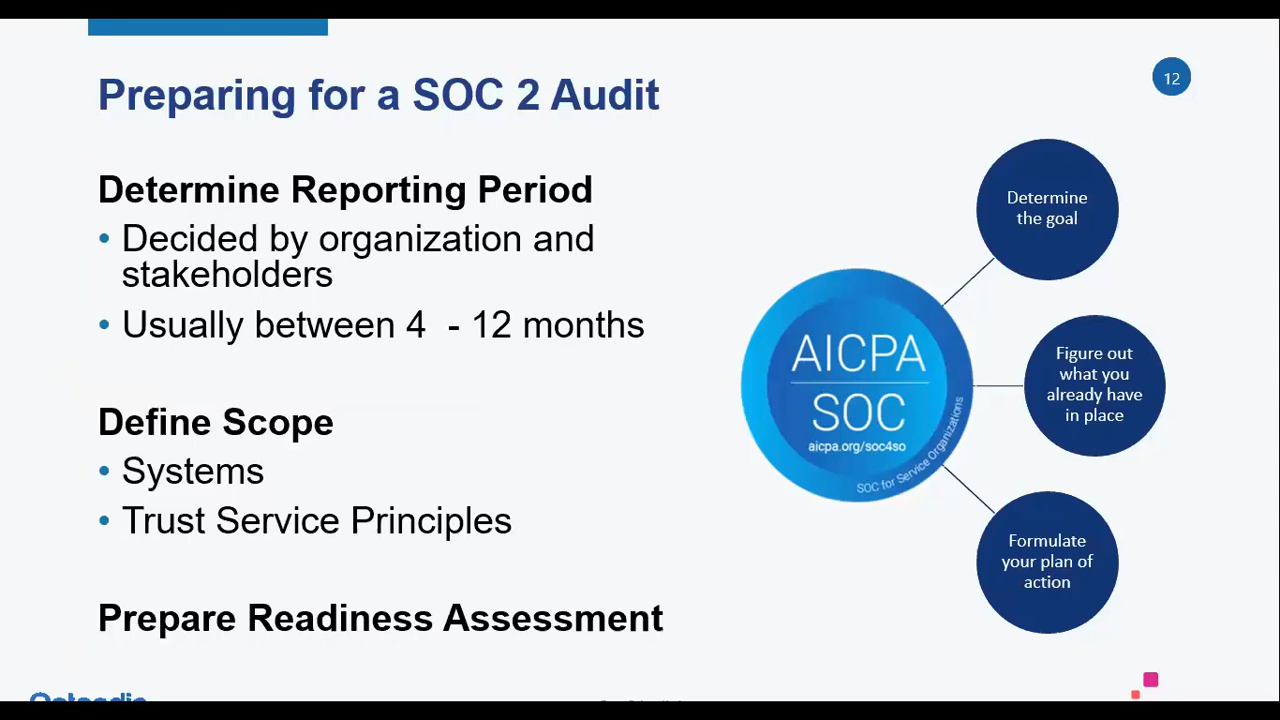 12
Preparing for a SOC 2 Audit
Determine Reporting Period
• Decided by organization and
stakeholders
• Usually between 4 - 12 months
Define Scope
• Systems
• Trust Service Principles
Prepare Readiness Assessment
AICPA
SOC
aicpa.org/soc4so
SOC for Service Organizations
Determine
the goal
Figure out
what you
already have
in place
Formulate
your plan of
action